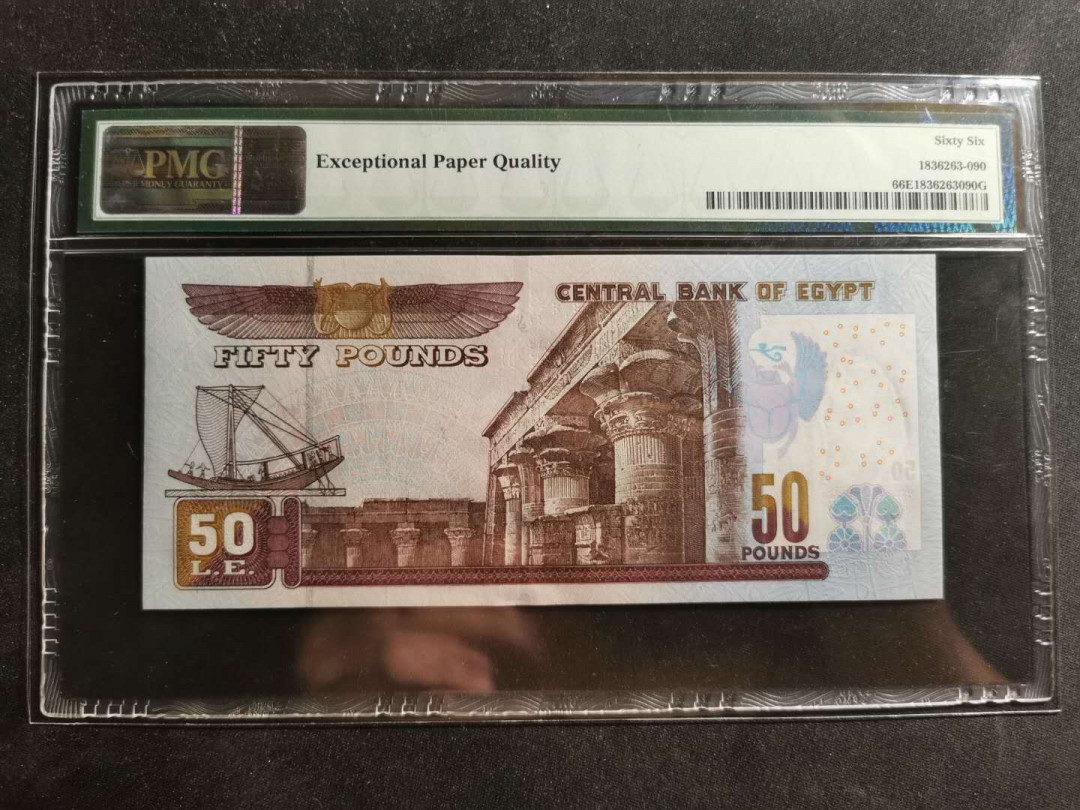 PMG
MONEY GUARANTY
Exceptional Paper Quality
Sixty Six
1836263-090
66E1836263090G
CENTRAL BANK OF EGYPT
FIFTY POUNDS
50
L.E.
50
POUNDS
50